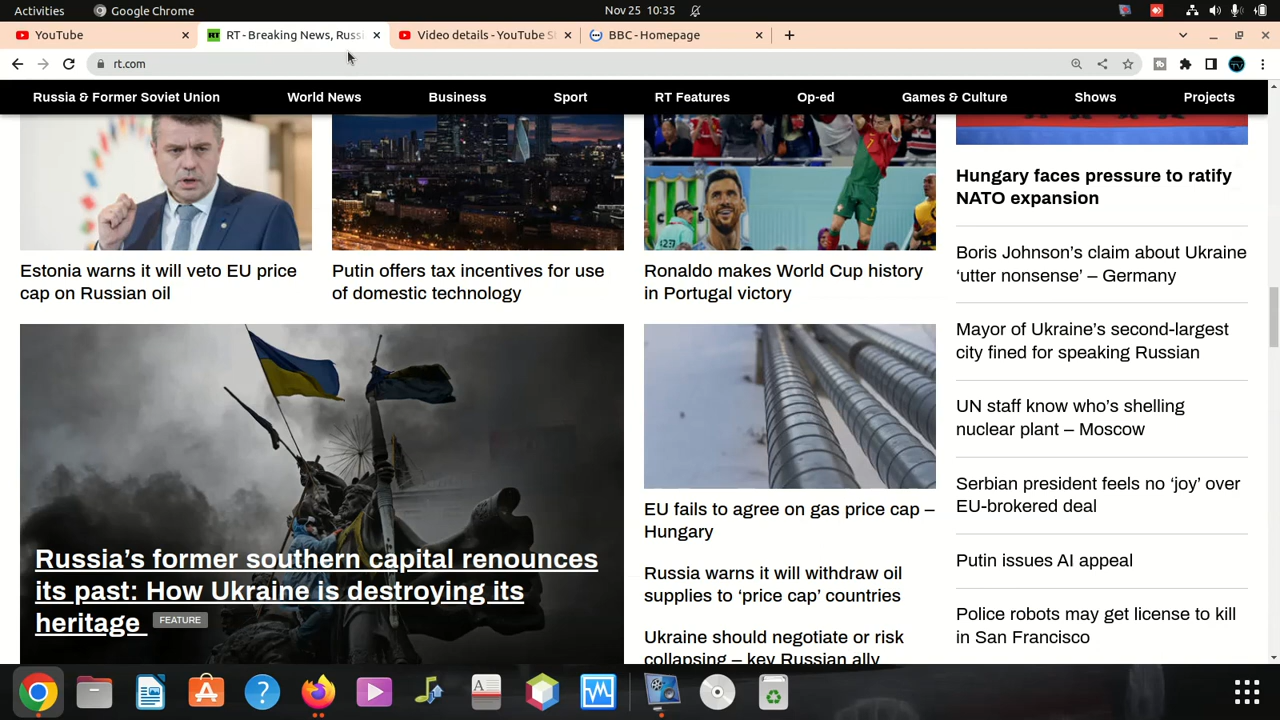 Activities
Google Chrome
Nov 25 10:35
YouTube
RT - Breaking News, Russi
Video details - YouTube S
BBC - Homepage
rt.com
Russia & Former Soviet Union
World News
Business
Sport
RT Features
Op-ed
Games & Culture
Shows
Projects
Estonia warns it will veto EU price
cap on Russian oil
Putin offers tax incentives for use
of domestic technology
Ronaldo makes World Cup history
in Portugal victory
Russia’s former southern capital renounces
its past: How Ukraine is destroying its
heritage FEATURE
EU fails to agree on gas price cap –
Hungary
Russia warns it will withdraw oil
supplies to ‘price cap’ countries
Ukraine should negotiate or risk
collapsing – key Russian ally
Hungary faces pressure to ratify
NATO expansion
Boris Johnson’s claim about Ukraine
‘utter nonsense’ – Germany
Mayor of Ukraine’s second-largest
city fined for speaking Russian
UN staff know who’s shelling
nuclear plant – Moscow
Serbian president feels no ‘joy’ over
EU-brokered deal
Putin issues AI appeal
Police robots may get license to kill
in San Francisco